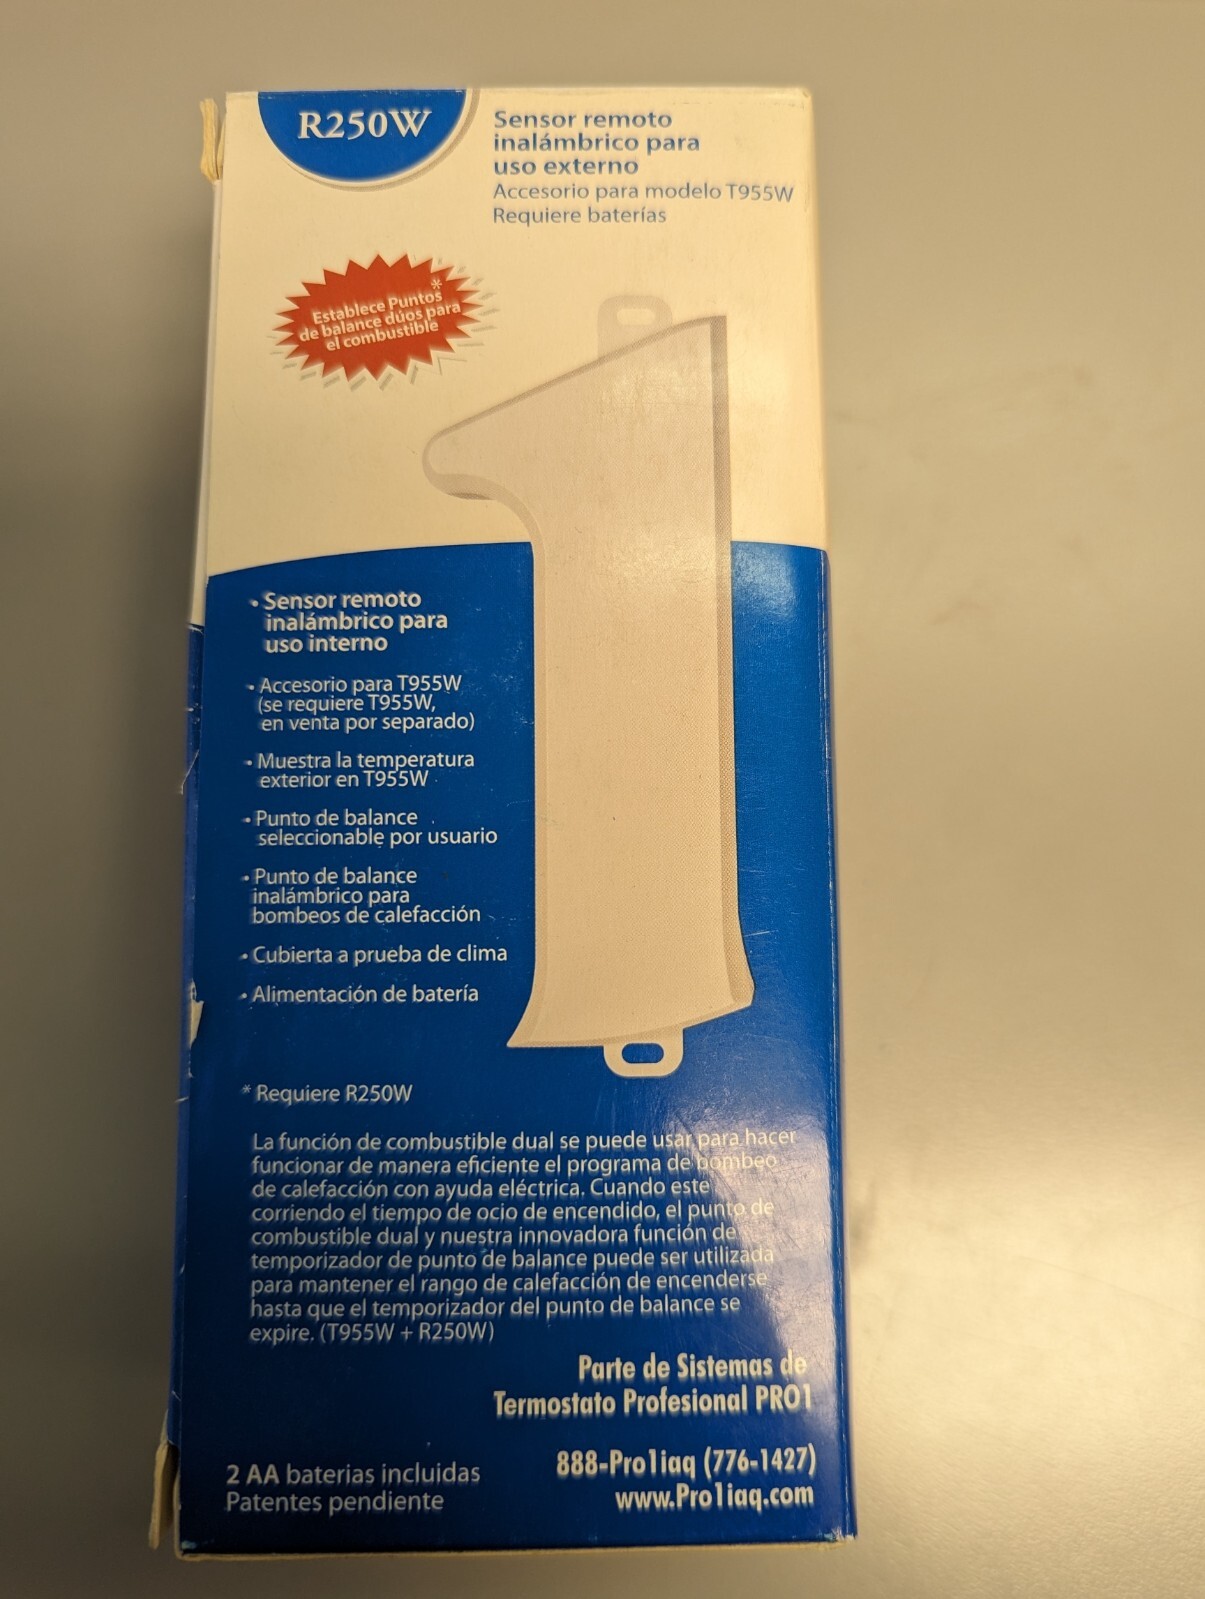 R250W
Sensor remoto
inalámbrico para
uso externo
Accesorio para modelo T955W
Requiere baterías
Establece Puntos*
de balance dúos para
el combustible
• Sensor remoto
inalámbrico para
uso interno
• Accesorio para T955W
(se requiere T955W,
en venta por separado)
• Muestra la temperatura
exterior en T955W
• Punto de balance
seleccionable por usuario
• Punto de balance
inalámbrico para
bombeos de calefacción
• Cubierta a prueba de clima
• Alimentación de batería
* Requiere R250W
La función de combustible dual se puede usar para hacer
funcionar de manera eficiente el programa de bombeo
de calefacción con ayuda eléctrica. Cuando este
corriendo el tiempo de ocio de encendido, el punto de
combustible dual y nuestra innovadora función de
temporizador de punto de balance puede ser utilizada
para mantener el rango de calefacción de encenderse
hasta que el temporizador del punto de balance se
expire. (T955W + R250W)
Parte de Sistemas de
Termostato Profesional PRO1
888-Pro1iaq (776-1427)
www.Pro1iaq.com
2 AA baterias incluidas
Patentes pendiente